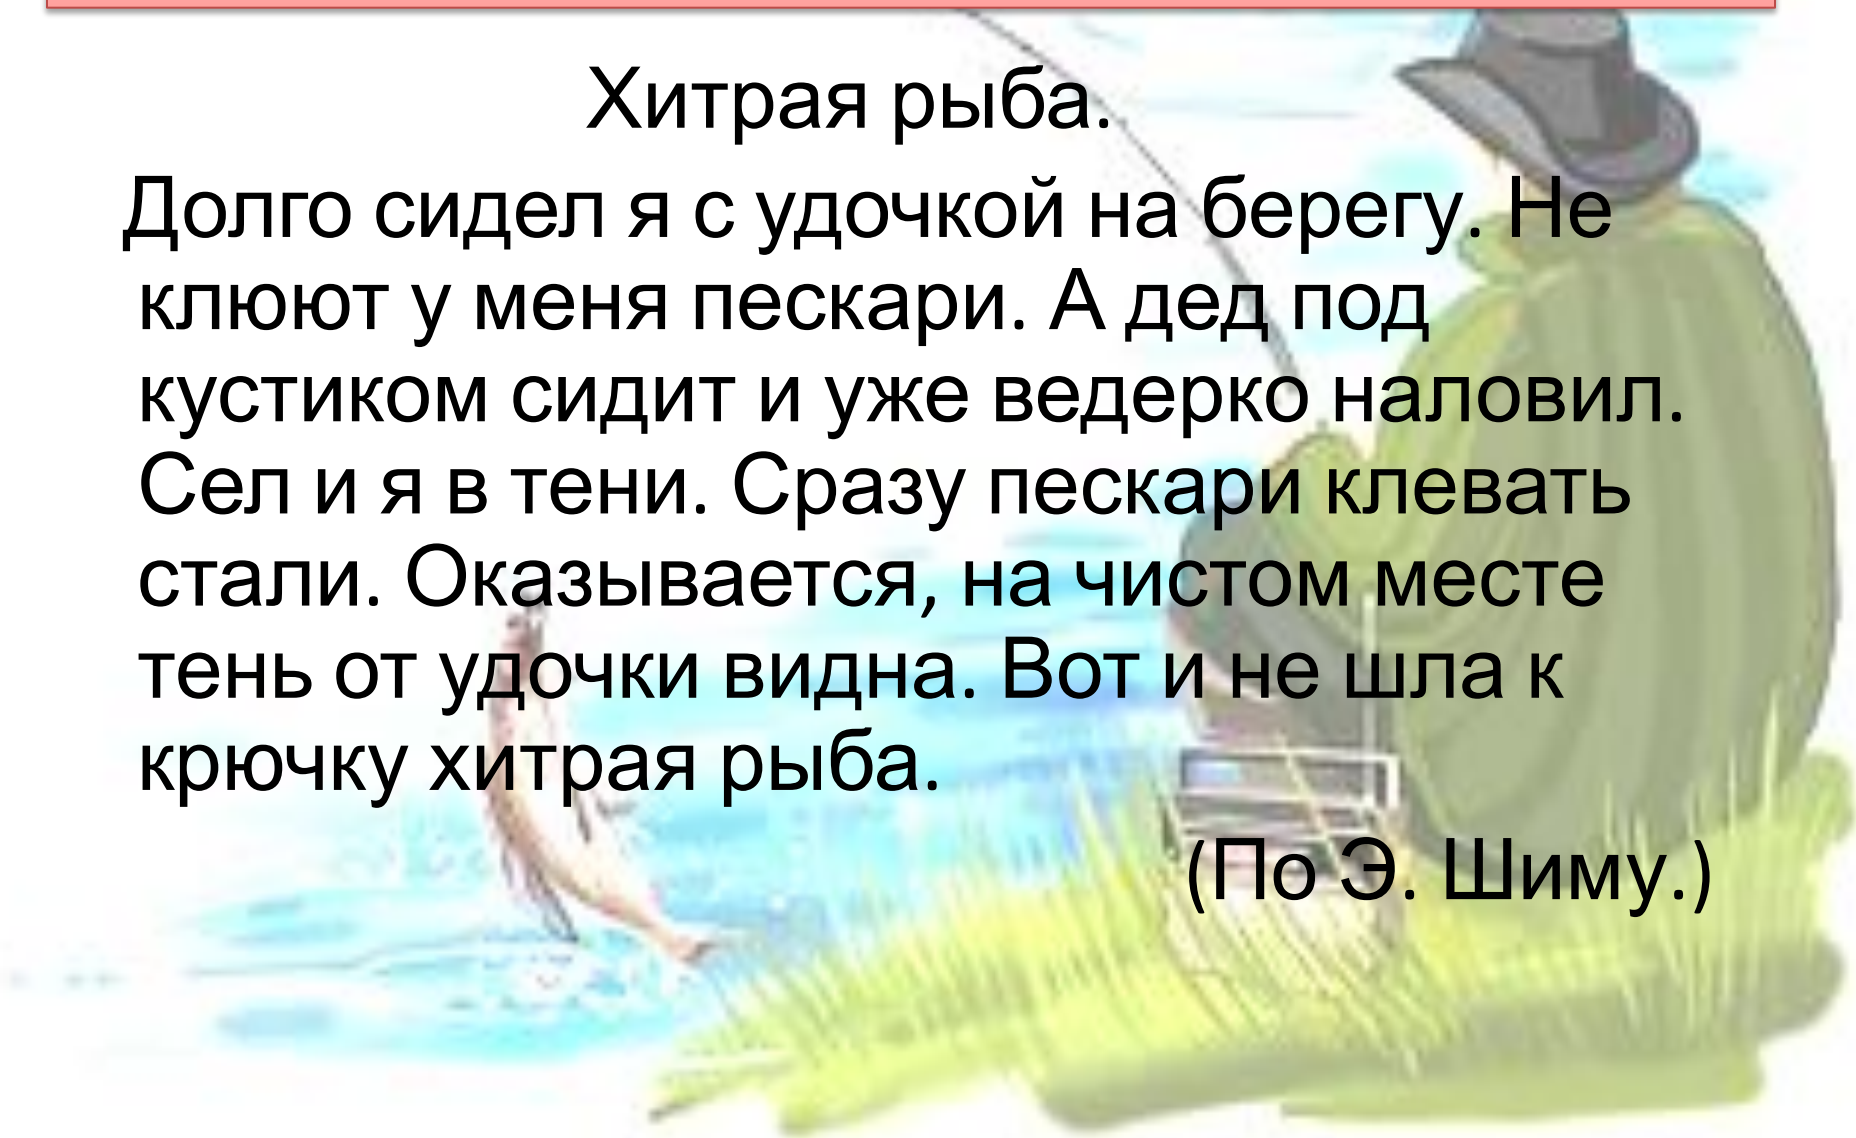 Хитрая рыба.
Долго сидел я с удочкой на берегу. Не
клюют у меня пескари. А дед под
кустиком сидит и уже ведерко наловил.
Сел и я в тени. Сразу пескари клевать
стали. Оказывается, на чистом месте
тень от удочки видна. Вот и не шла к
крючку хитрая рыба.
(По Э. Шиму.)